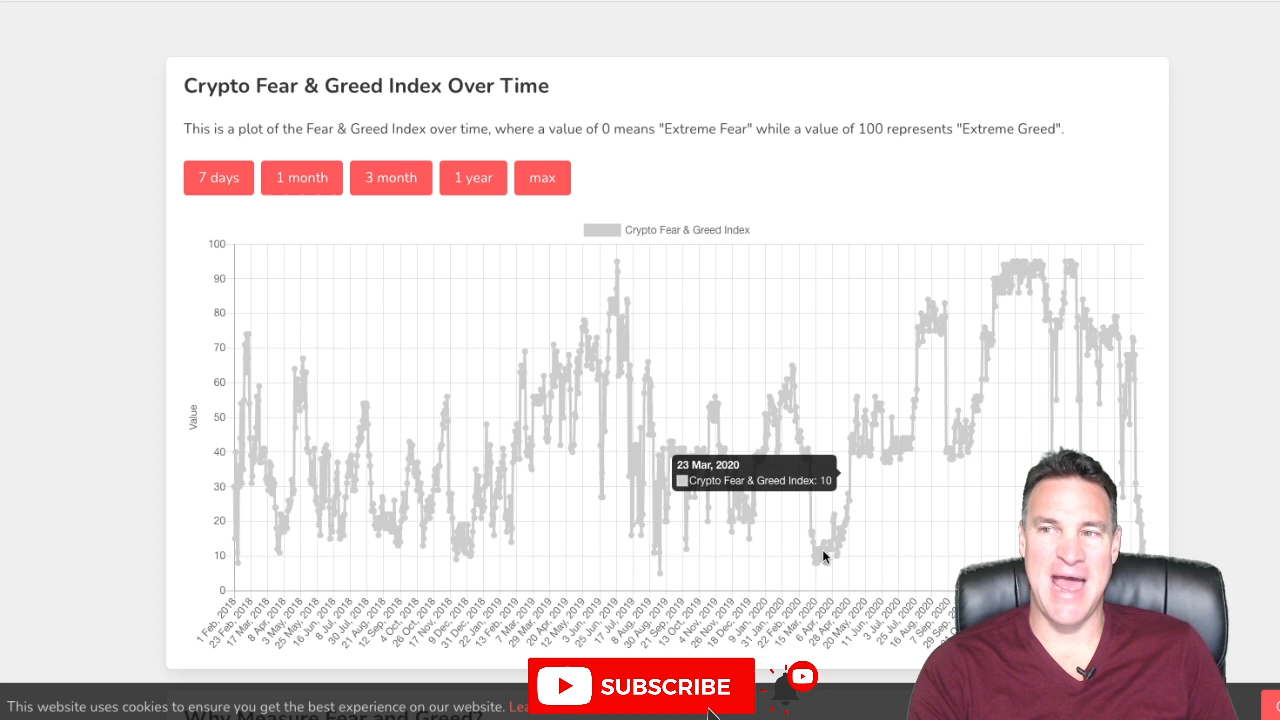 Crypto Fear & Greed Index Over Time
This is a plot of the Fear & Greed Index over time, where a value of 0 means "Extreme Fear" while a value of 100 represents "Extreme Greed".
7 days 1 month 3 month 1 year max
Crypto Fear & Greed Index
100
90
80
70
60
50
40
30
20
10
0
Value
23 Mar, 2020
Crypto Fear & Greed Index: 10
1 Feb, 2018
23 Feb, 2018
17 Mar, 2018
8 Apr, 2018
3 May, 2018
25 May, 2018
16 Jun, 2018
8 Jul, 2018
30 Jul, 2018
21 Aug, 2018
12 Sep, 2018
4 Oct, 2018
26 Oct, 2018
17 Nov, 2018
9 Dec, 2018
31 Dec, 2018
22 Jan, 2019
13 Feb, 2019
7 Mar, 2019
29 Mar, 2019
20 Apr, 2019
12 May, 2019
3 Jun, 2019
25 Jun, 2019
17 Jul, 2019
8 Aug, 2019
30 Aug, 2019
21 Sep, 2019
13 Oct, 2019
4 Nov, 2019
26 Nov, 2019
18 Dec, 2019
9 Jan, 2020
31 Jan, 2020
22 Feb, 2020
15 Mar, 2020
6 Apr, 2020
28 Apr, 2020
20 May, 2020
11 Jun, 2020
3 Jul, 2020
25 Jul, 2020
16 Aug, 2020
7 Sep, 2020
29 Sep, 2020
SUBSCRIBE
This website uses cookies to ensure you get the best experience on our website.
Why Measure Fear and Greed?